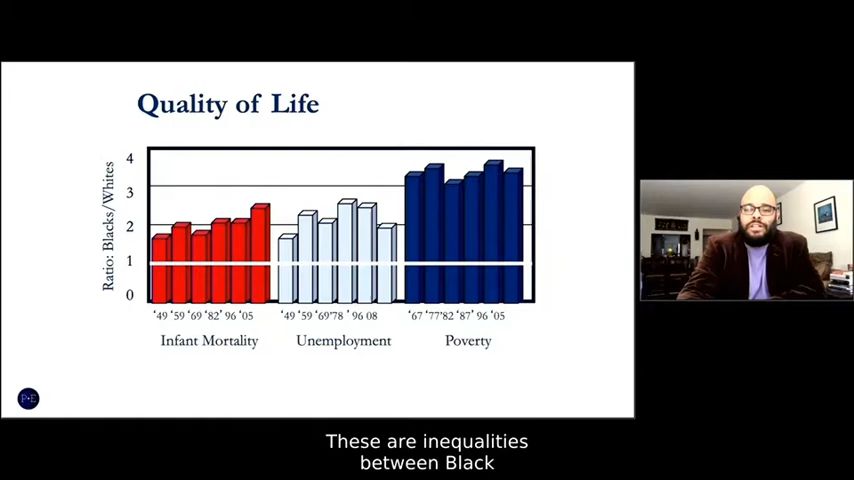 Quality of Life
Ratio: Blacks/Whites
4
3
2
1
0
‘49 ‘59 ‘69 ‘82’ 96 ‘05
‘49 ‘59 ‘69’78 ’ 96 08
‘67 ‘77’82 ‘87’ 96 ‘05
Infant Mortality
Unemployment
Poverty
P•E
These are inequalities
between Black